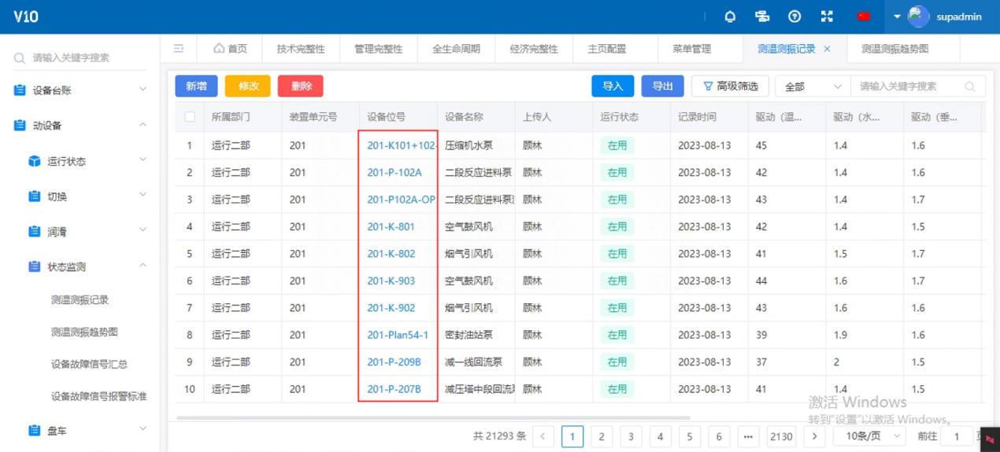 V10
supadmin
请输入关键字搜索
首页 技术完整性 管理完整性 全生命周期 经济完整性 主页配置 菜单管理 测温测振记录 × 测温测振趋势图
设备台账
动设备
运行状态
切换
润滑
状态监测
测温测振记录
测温测振趋势图
设备故障信号汇总
设备故障信号报警标准
盘车
新增 修改 删除 导入 导出 高级筛选 全部 请输入关键字搜索
所属部门 装置单元号 设备位号 设备名称 上传人 运行状态 记录时间 驱动（温... 驱动（水... 驱动（垂...
1 运行二部 201 201-K101+102- 压缩机水泵 顾林 在用 2023-08-13 45 1.4 1.6
2 运行二部 201 201-P-102A 二段反应进料泵 顾林 在用 2023-08-13 42 1.4 1.6
3 运行二部 201 201-P102A-OP 二段反应进料泵 顾林 在用 2023-08-13 43 1.4 1.7
4 运行二部 201 201-K-801 空气鼓风机 顾林 在用 2023-08-13 42 1.4 1.5
5 运行二部 201 201-K-802 烟气引风机 顾林 在用 2023-08-13 41 1.5 1.7
6 运行二部 201 201-K-903 空气鼓风机 顾林 在用 2023-08-13 44 1.6 1.7
7 运行二部 201 201-K-902 烟气引风机 顾林 在用 2023-08-13 43 1.6 1.6
8 运行二部 201 201-Plan54-1 密封油站泵 顾林 在用 2023-08-13 39 1.9 1.6
9 运行二部 201 201-P-209B 减一线回流泵 顾林 在用 2023-08-13 37 2 1.5
10 运行二部 201 201-P-207B 减压塔中段回流 顾林 在用 2023-08-13 41 1.4 1.5
激活 Windows
转到"设置"以激活 Windows。
共 21293 条 < 1 2 3 4 5 6 ... 2130 > 10条/页 前往 1